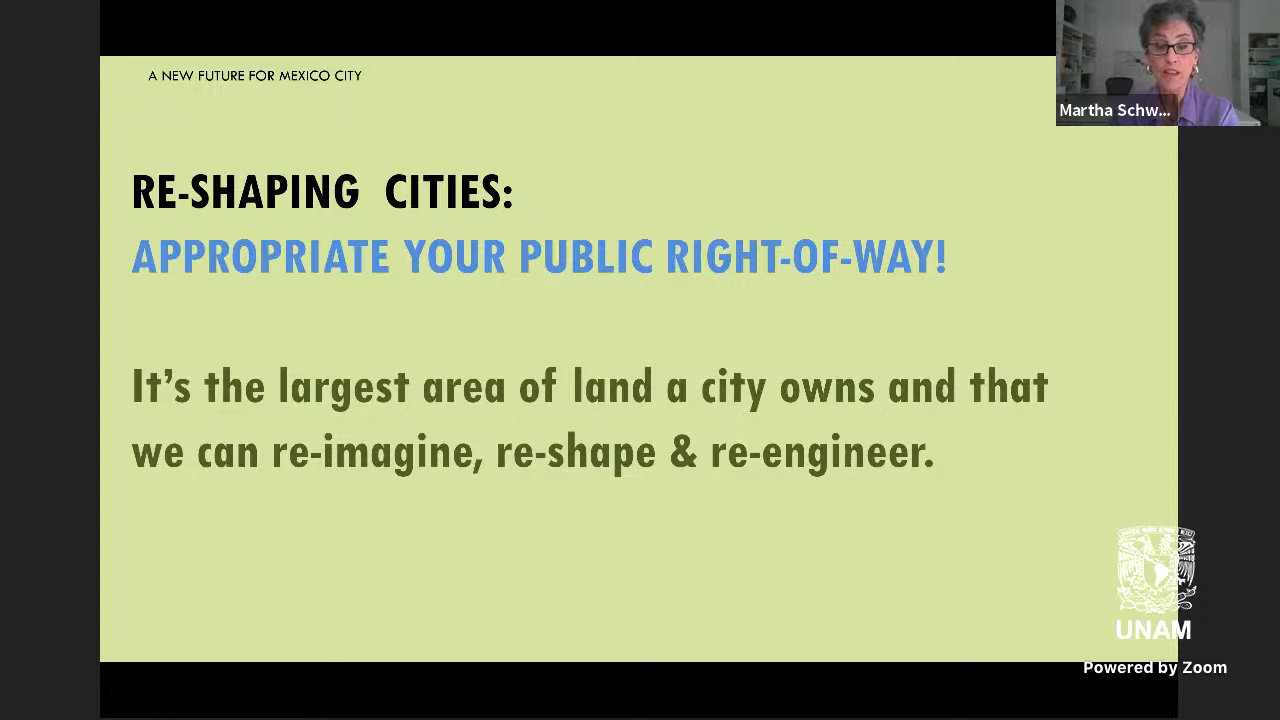 A NEW FUTURE FOR MEXICO CITY
Martha Schw...
RE-SHAPING CITIES:
APPROPRIATE YOUR PUBLIC RIGHT-OF-WAY!
It’s the largest area of land a city owns and that
we can re-imagine, re-shape & re-engineer.
UNAM
Powered by Zoom